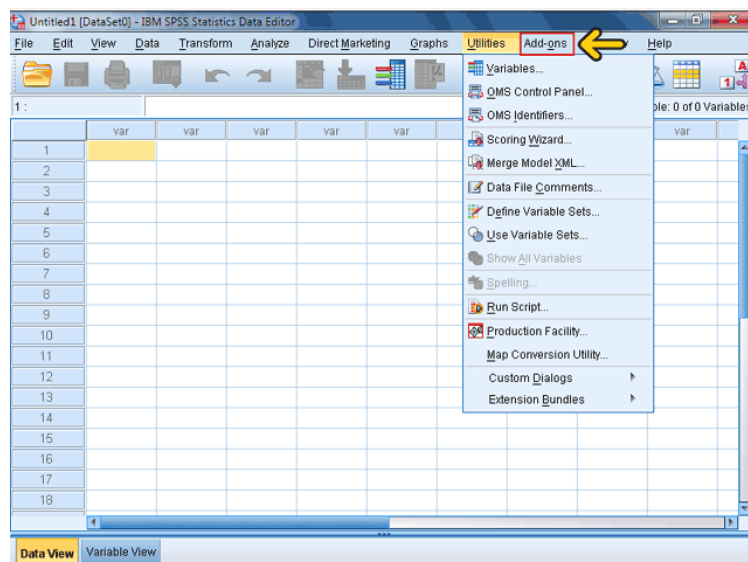 Untitled1 [DataSet0] - IBM SPSS Statistics Data Editor
File Edit View Data Transform Analyze Direct Marketing Graphs Utilities Add-ons Help
1 :
ble: 0 of 0 Variables
var var var var var var
1
2
3
4
5
6
7
8
9
10
11
12
13
14
15
16
17
18
Variables...
OMS Control Panel...
OMS Identifiers...
Scoring Wizard...
Merge Model XML...
Data File Comments...
Define Variable Sets...
Use Variable Sets...
Show All Variables
Spelling...
Run Script...
Production Facility...
Map Conversion Utility...
Custom Dialogs
Extension Bundles
Data View Variable View